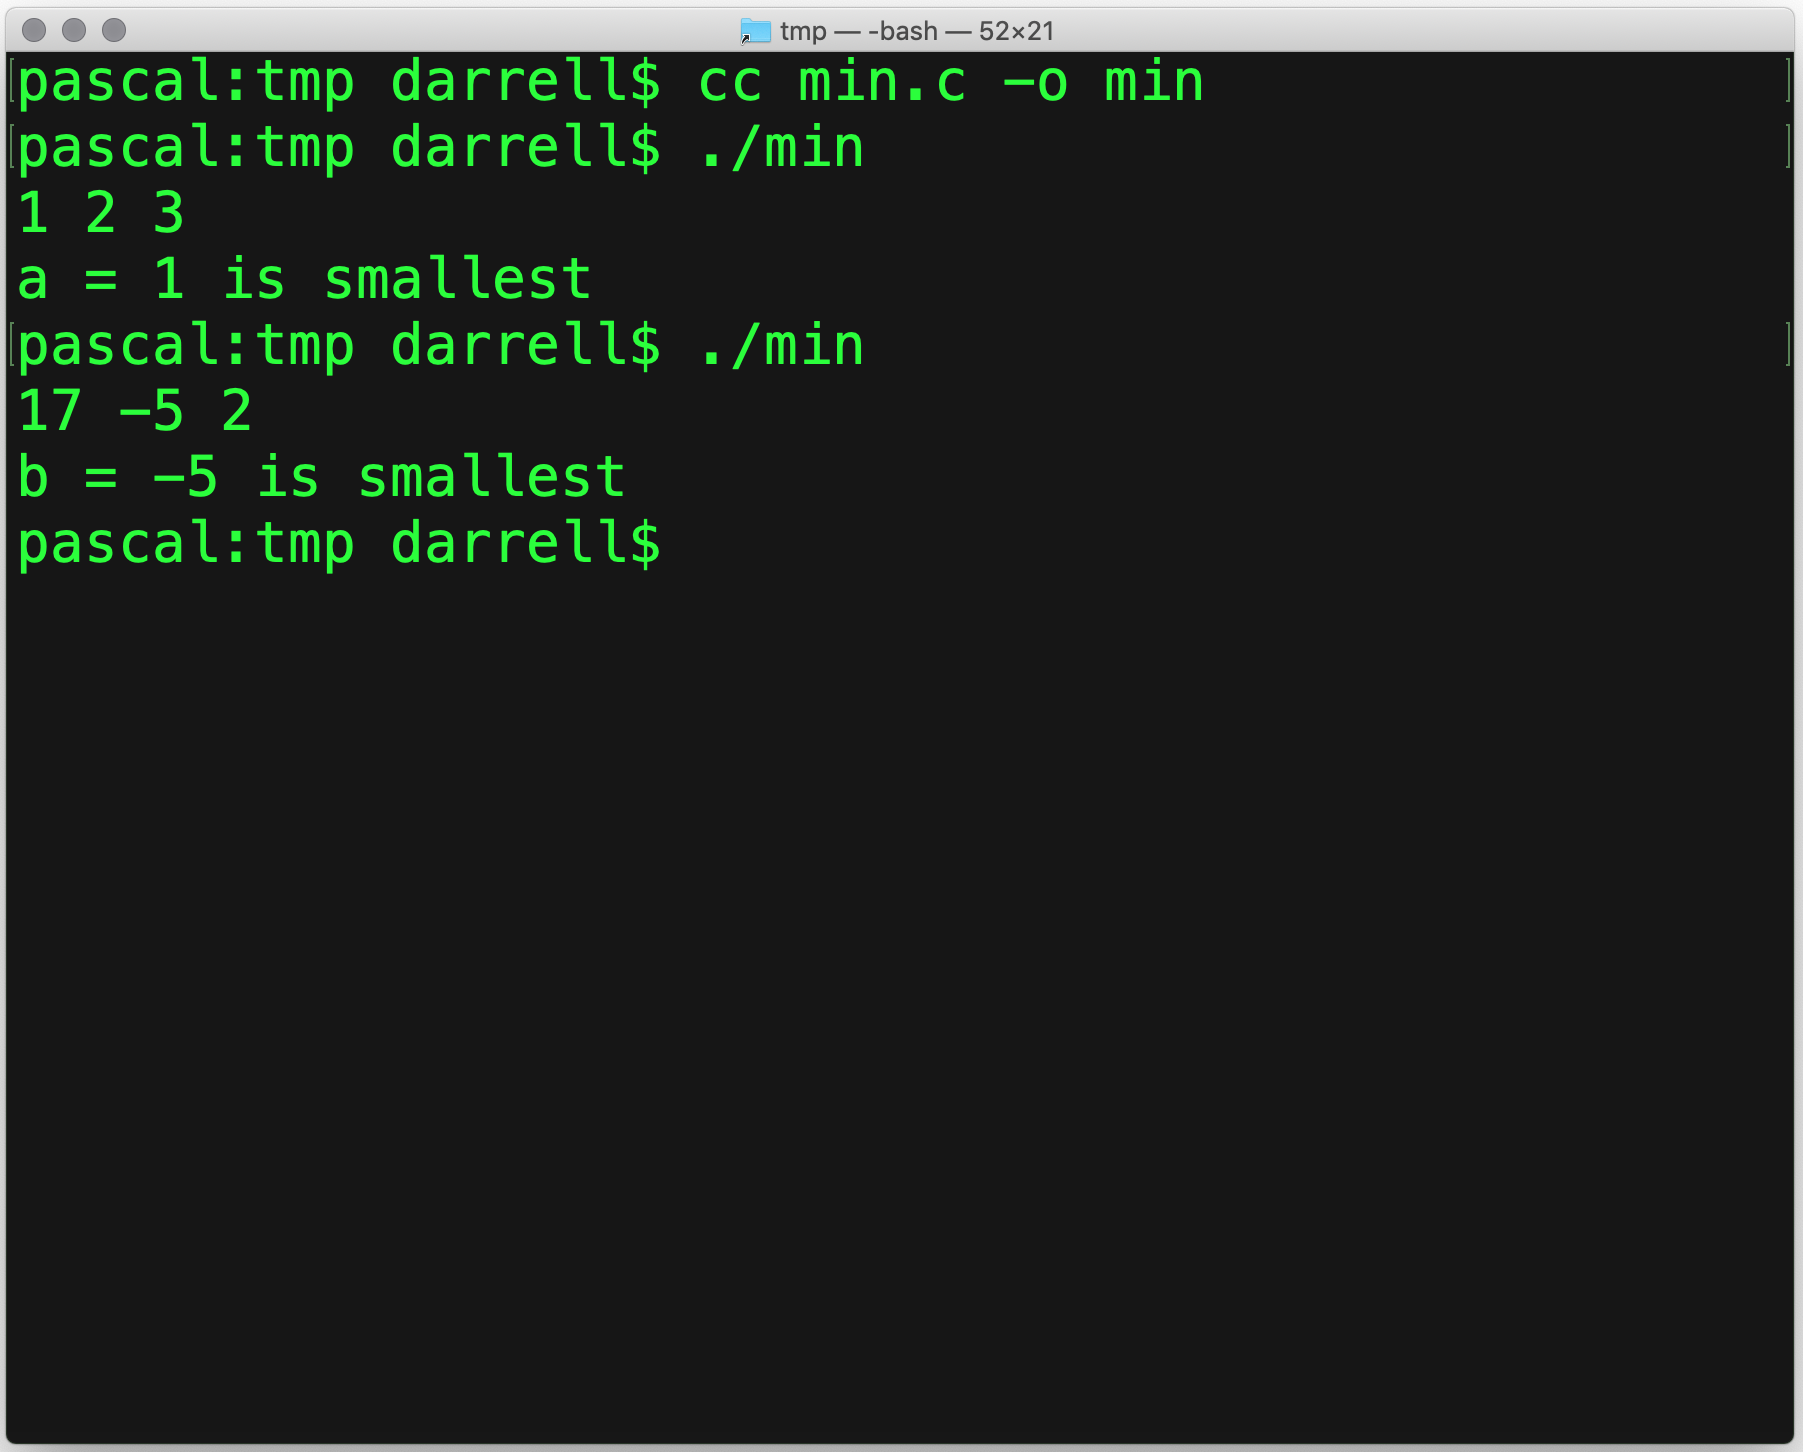 tmp — -bash — 52×21
pascal:tmp darrell$ cc min.c -o min
pascal:tmp darrell$ ./min
1 2 3
a = 1 is smallest
pascal:tmp darrell$ ./min
17 -5 2
b = -5 is smallest
pascal:tmp darrell$